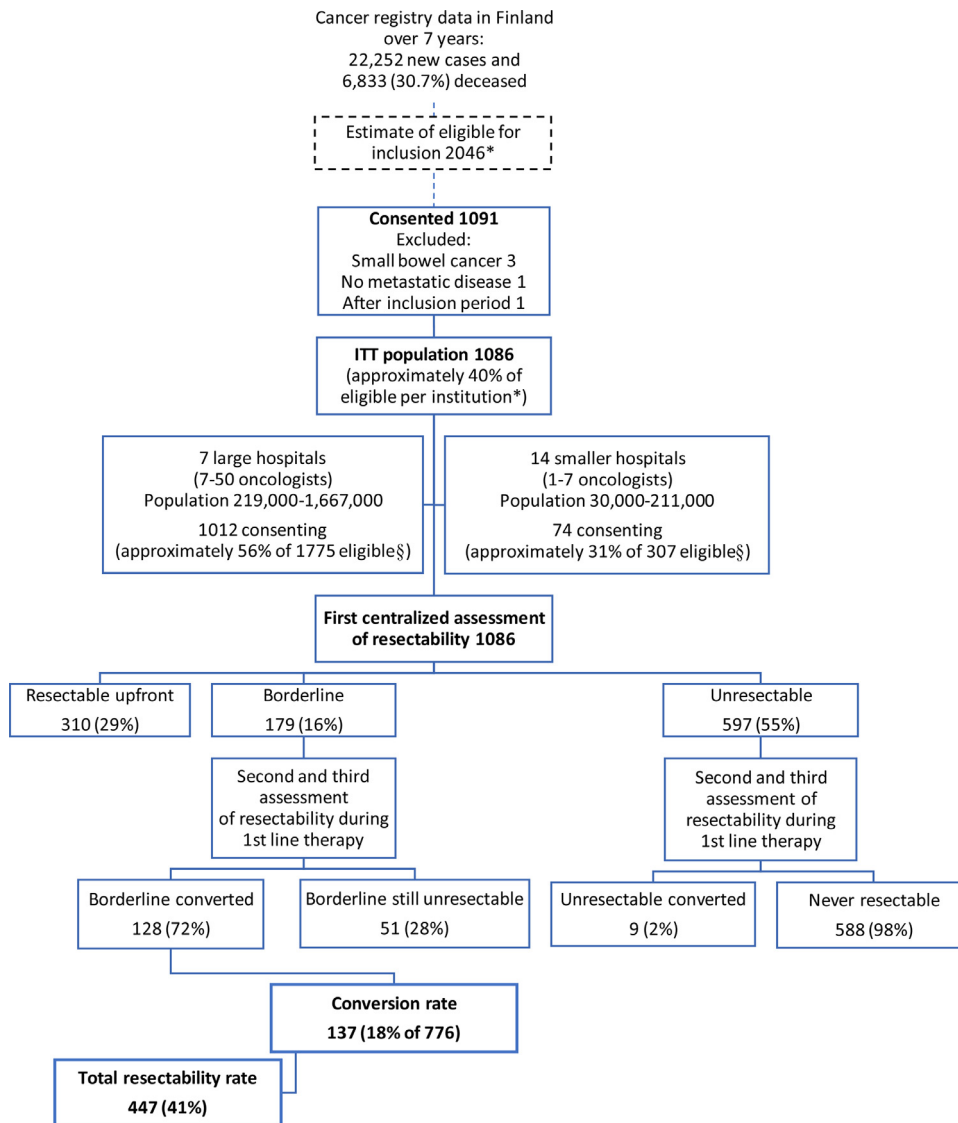 Cancer registry data in Finland
over 7 years:
22,252 new cases and
6,833 (30.7%) deceased
Estimate of eligible for
inclusion 2046*
Consented 1091
Excluded:
Small bowel cancer 3
No metastatic disease 1
After inclusion period 1
ITT population 1086
(approximately 40% of
eligible per institution*)
7 large hospitals
(7-50 oncologists)
Population 219,000-1,667,000
1012 consenting
(approximately 56% of 1775 eligible§)
14 smaller hospitals
(1-7 oncologists)
Population 30,000-211,000
74 consenting
(approximately 31% of 307 eligible§)
First centralized assessment
of resectability 1086
Resectable upfront
310 (29%)
Borderline
179 (16%)
Unresectable
597 (55%)
Second and third
assessment
of resectability during
1st line therapy
Second and third
assessment of
resectability during
1st line therapy
Borderline converted
128 (72%)
Borderline still unresectable
51 (28%)
Unresectable converted
9 (2%)
Never resectable
588 (98%)
Conversion rate
137 (18% of 776)
Total resectability rate
447 (41%)